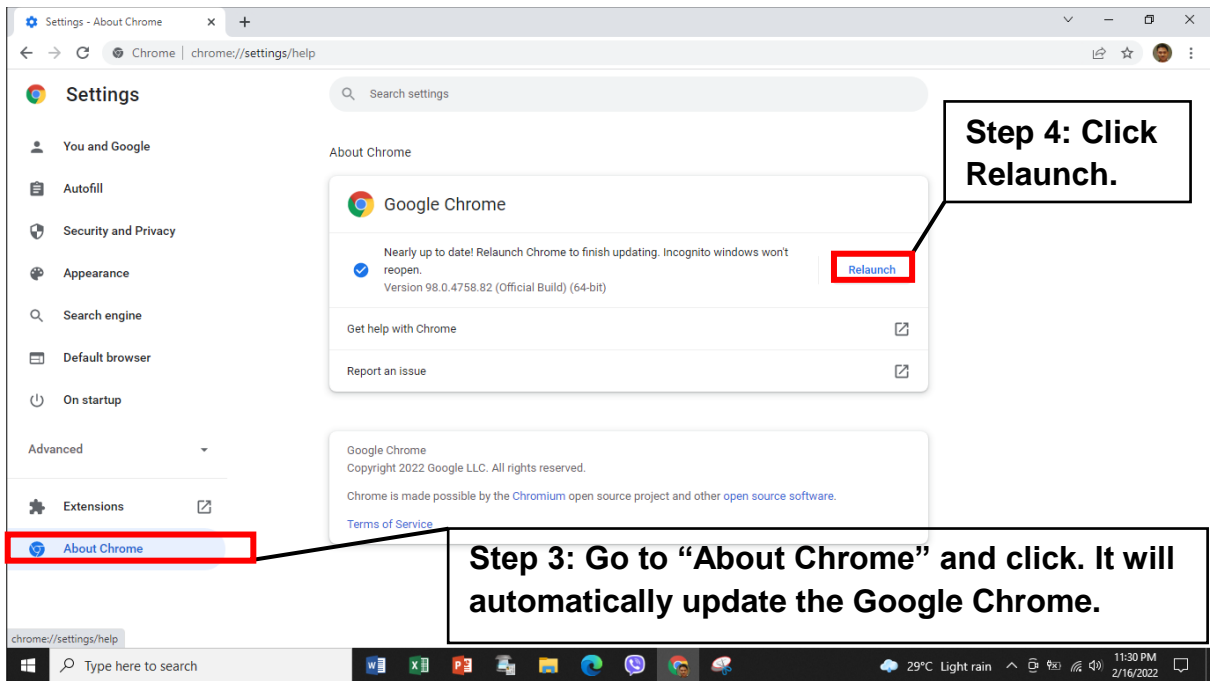 Settings - About Chrome
Chrome | chrome://settings/help
Settings
Search settings
You and Google
Autofill
Security and Privacy
Appearance
Search engine
Default browser
On startup
Advanced
Extensions
About Chrome
About Chrome
Google Chrome
Nearly up to date! Relaunch Chrome to finish updating. Incognito windows won't
reopen.
Version 98.0.4758.82 (Official Build) (64-bit)
Relaunch
Get help with Chrome
Report an issue
Google Chrome
Copyright 2022 Google LLC. All rights reserved.
Chrome is made possible by the Chromium open source project and other open source software.
Terms of Service
Step 4: Click
Relaunch.
Step 3: Go to “About Chrome” and click. It will
automatically update the Google Chrome.
chrome://settings/help
Type here to search
29°C Light rain
11:30 PM
2/16/2022